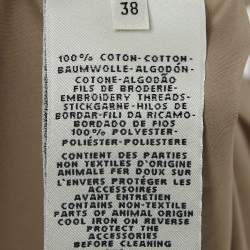 38
100% COTON-COTTON-
BAUMWOLLE-ALGODÓN-
COTONE-ALGODÃO
FILS DE BRODERIE-
EMBROIDERY THREADS-
STICKGARNE-HILOS DE
BORDAR-FILI DA RICAMO-
BORDADO DE FIOS
100% POLYESTER-
POLIÉSTER-POLIESTERE
CONTIENT DES PARTIES
NON TEXTILES D'ORIGINE
ANIMALE FER DOUX SUR
L'ENVERS PROTÉGER LES
ACCESSOIRES
AVANT ENTRETIEN
CONTAINS NON-TEXTILE
PARTS OF ANIMAL ORIGIN
COOL IRON ON REVERSE
PROTECT THE
ACCESSORIES
BEFORE CLEANING